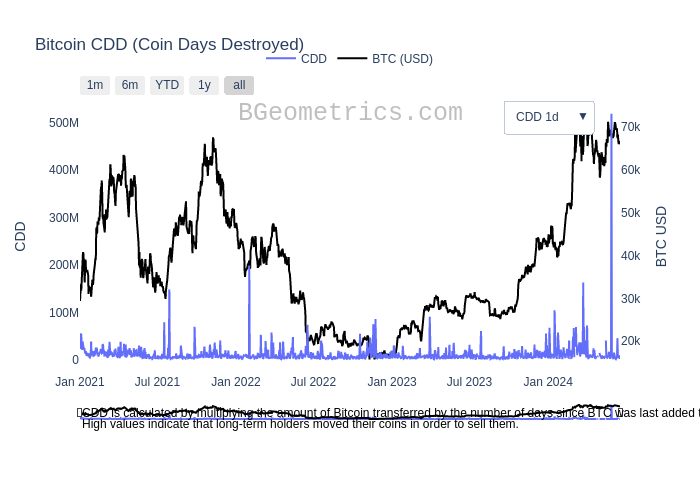 Bitcoin CDD (Coin Days Destroyed)
CDD BTC (USD)
1m 6m YTD 1y all
BGeometrics.com
CDD 1d ▼
500M
400M
300M
200M
100M
0
CDD
70k
60k
50k
40k
30k
20k
BTC USD
Jan 2021 Jul 2021 Jan 2022 Jul 2022 Jan 2023 Jul 2023 Jan 2024
CDD is calculated by multiplying the amount of Bitcoin transferred by the number of days since BTC was last added t
High values indicate that long-term holders moved their coins in order to sell them.